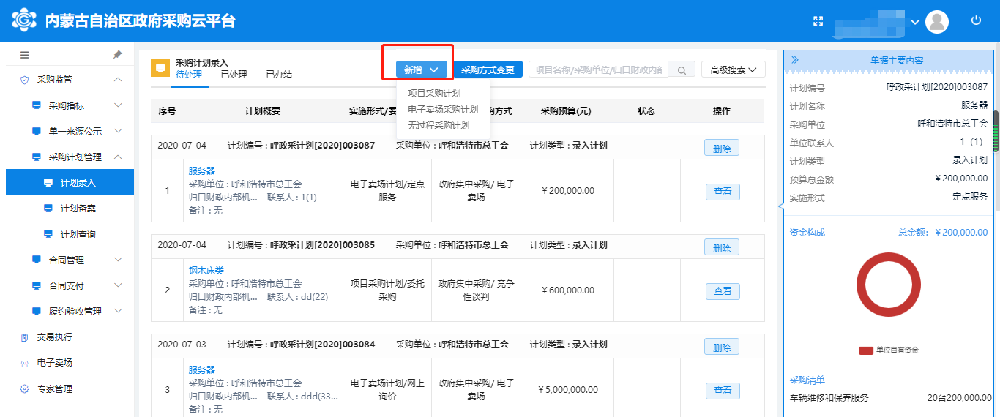 内蒙古自治区政府采购云平台
采购监管
采购指标
单一来源公示
采购计划管理
计划录入
计划备案
计划查询
合同管理
合同支付
履约验收管理
交易执行
电子卖场
专家管理
采购计划录入
待处理 已处理 已办结
新增 采购方式变更 项目名称/采购单位/归口财政内部 高级搜索
项目采购计划
电子卖场采购计划
无过程采购计划
序号 计划概要 实施形式/委 购方式 采购预算(元) 状态 操作
2020-07-04 计划编号 : 呼政采计划[2020]003087 采购单位 : 呼和浩特市总工会 计划类型 : 录入计划 删除
1
服务器
采购单位 : 呼和浩特市总工会
归口财政内部机... 联系人 : 1(1)
备注 : 无
电子卖场计划/定点
服务
政府集中采购/ 电子
卖场
￥200,000.00
查看
2020-07-04 计划编号 : 呼政采计划[2020]003085 采购单位 : 呼和浩特市总工会 计划类型 : 录入计划 删除
2
钢木床类
采购单位 : 呼和浩特市总工会
归口财政内部机... 联系人 : dd(22)
备注 : 无
项目采购计划/委托
采购
政府集中采购/ 竞争
性谈判
￥600,000.00
查看
2020-07-03 计划编号 : 呼政采计划[2020]003084 采购单位 : 呼和浩特市总工会 计划类型 : 录入计划 删除
3
服务器
采购单位 : 呼和浩特市总工会
归口财政内部机... 联系人 : ddd(33...
备注 : 无
电子卖场计划/网上
询价
政府集中采购/ 电子
卖场
￥5,000,000.00
查看
单据主要内容
计划编号 呼政采计划[2020]003087
计划名称 服务器
采购单位 呼和浩特市总工会
单位联系人 1（1）
计划类型 录入计划
预算总金额 ￥200,000.00
实施形式 定点服务
资金构成 总金额: ￥200,000.00
单位自有资金
采购清单
车辆维修和保养服务 20台200,000.00